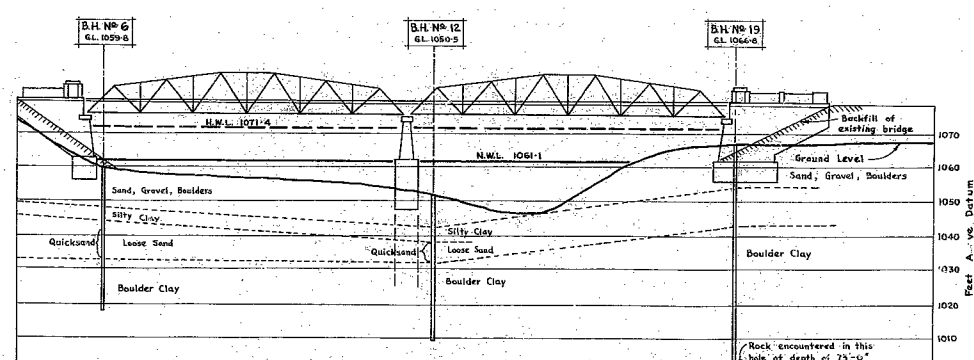 B.H. Nº 6
G.L. 1059·8
B.H. Nº 12
G.L. 1050·5
B.H. Nº 19
G.L. 1066·8
H.W.L. 1071·4
Backfill of
existing bridge
1070
N.W.L. 1061·1
Ground Level
1060
Sand, Gravel, Boulders
Sand, Gravel, Boulders
1050
Silty Clay
Silty Clay
1040
Quicksand
Loose Sand
Quicksand
Loose Sand
Boulder Clay
1030
Boulder Clay
Boulder Clay
1020
1010
Feet Datum
Rock encountered in this
hole at depth of 73'-0"